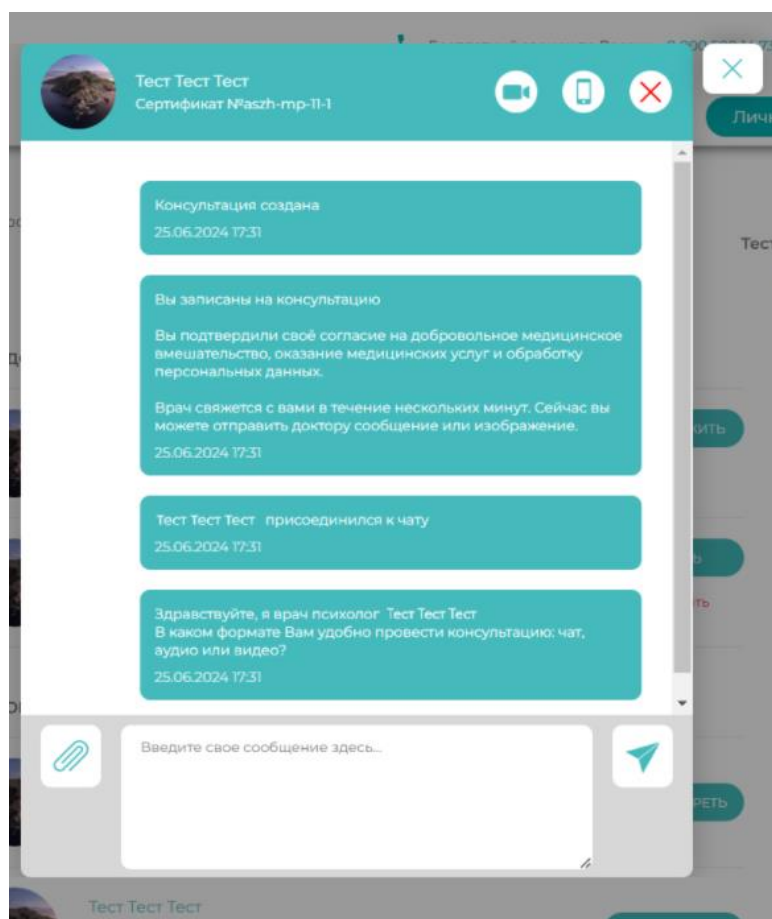 Тест Тест Тест
Сертификат №aszh-mp-11-1
Личн
Консультация создана
25.06.2024 17:31
Тест
Вы записаны на консультацию
Вы подтвердили своё согласие на добровольное медицинское
вмешательство, оказание медицинских услуг и обработку
персональных данных.
Врач свяжется с вами в течение нескольких минут. Сейчас вы
можете отправить доктору сообщение или изображение.
25.06.2024 17:31
Тест Тест Тест присоединился к чату
25.06.2024 17:31
Здравствуйте, я врач психолог Тест Тест Тест
В каком формате Вам удобно провести консультацию: чат,
аудио или видео?
25.06.2024 17:31
Введите свое сообщение здесь...
РЕТЬ
Тест Тест Тест